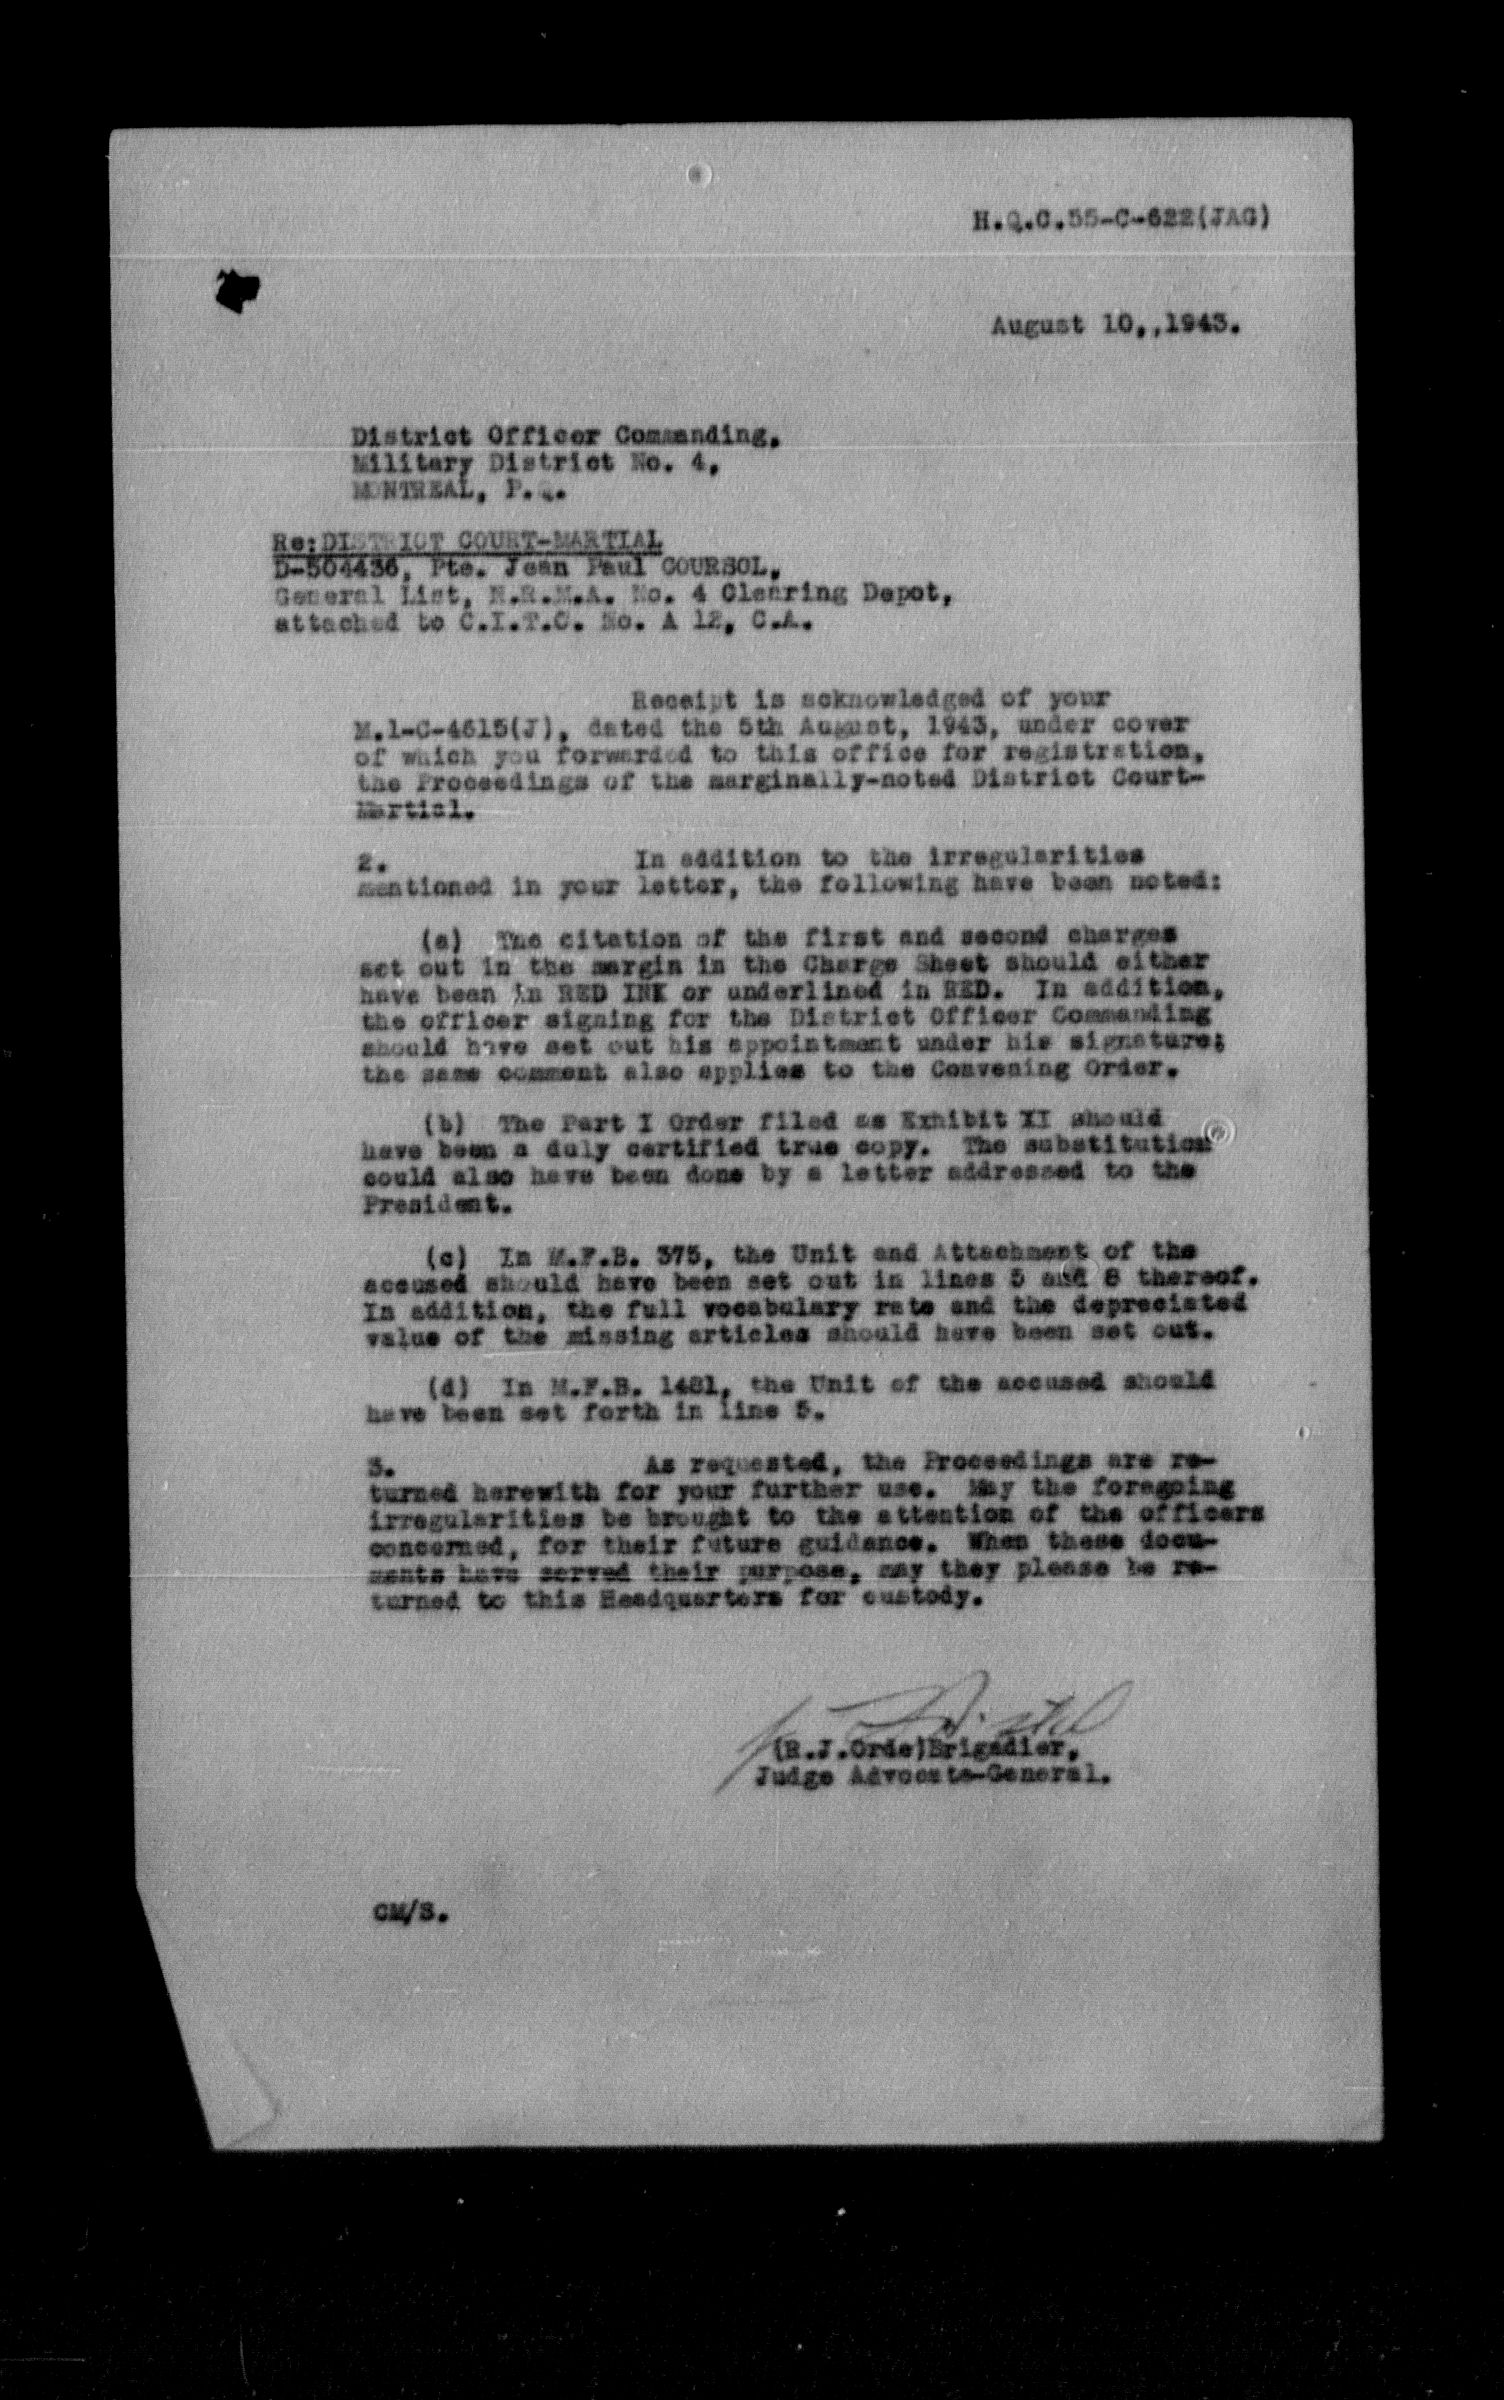 H.Q.C.55-C-622(JAG)
August 10,,1943.
District Officer Commanding,
Military District No. 4,
MONTREAL, P.Q.
Re:DISTRICT COURT-MARTIAL
D-504436, Pte. Jean Paul COURSOL,
General List, N.R.M.A. No. 4 Clearing Depot,
attached to C.I.T.C. No. A 12, C.A.
Receipt is acknowledged of your
M.1-C-4615(J), dated the 5th August, 1943, under cover
of which you forwarded to this office for registration,
the Proceedings of the marginally-noted District Court-
Martial.
2. In addition to the irregularities
mentioned in your letter, the following have been noted:
(a) The citation of the first and second charges
set out in the margin in the Charge Sheet should either
have been in RED INK or underlined in RED. In addition,
the officer signing for the District Officer Commanding
should have set out his appointment under his signature;
the same comment also applies to the Convening Order.
(b) The Part I Order filed as Exhibit XI should
have been a duly certified true copy. The substitution
could also have been done by a letter addressed to the
President.
(c) In M.F.B. 375, the Unit and Attachment of the
accused should have been set out in lines 5 and 8 thereof.
In addition, the full vocabulary rate and the depreciated
value of the missing articles should have been set out.
(d) In M.F.B. 1481, the Unit of the accused should
have been set forth in line 5.
3. As requested, the Proceedings are re-
turned herewith for your further use. May the foregoing
irregularities be brought to the attention of the officers
concerned, for their future guidance. When these docu-
ments have served their purpose, may they please be re-
turned to this Headquarters for custody.
(R.J.Orde)Brigadier,
Judge Advocate-General.
CM/S.